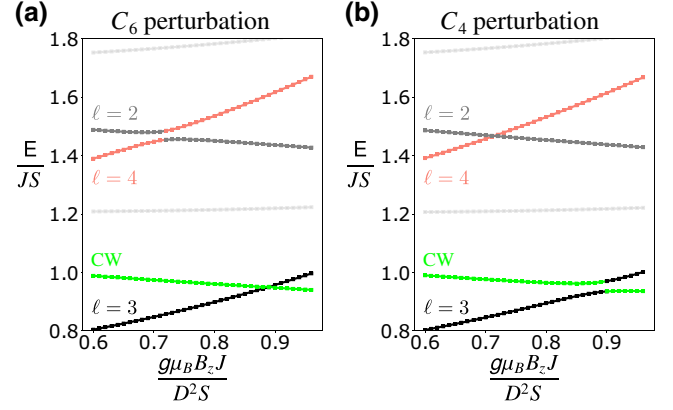 (a) C₆ perturbation
(b) C₄ perturbation
E/JS
1.8
1.6
1.4
1.2
1.0
0.8
ℓ = 2
ℓ = 4
CW
ℓ = 3
0.6 0.7 0.8 0.9
gμ_BB_zJ/D²S
E/JS
1.8
1.6
1.4
1.2
1.0
0.8
ℓ = 2
ℓ = 4
CW
ℓ = 3
0.6 0.7 0.8 0.9
gμ_BB_zJ/D²S